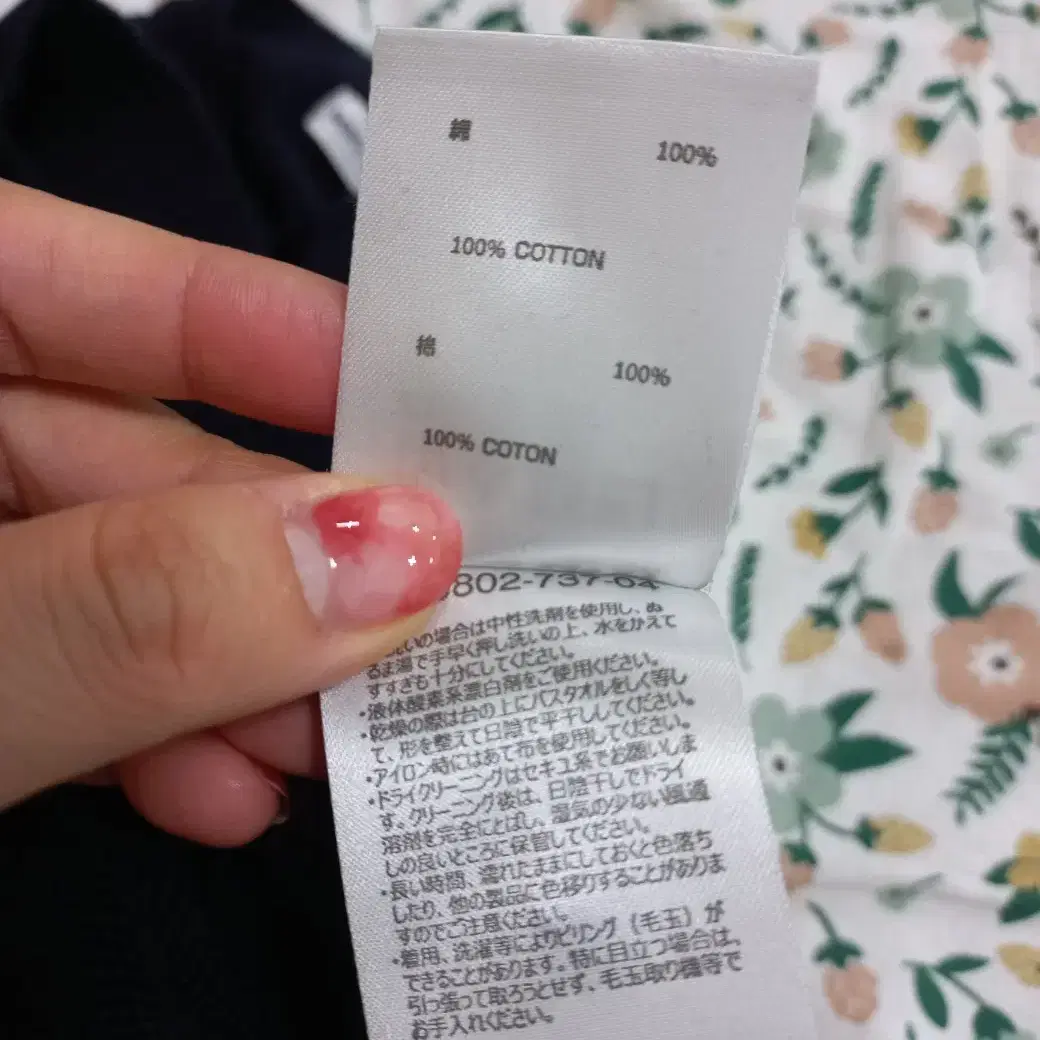 綿 100%
100% COTTON
棉 100%
100% COTON
802-737-64
洗いの場合は中性洗剤を使用し、ぬ
るま湯で手早く押し洗いの上、水をかえて
すすぎも十分にしてください。
・液体酸素系漂白剤をご使用ください。
・乾燥の際は台の上にバスタオルをしく等し
て、形を整えて日陰で平干ししてください。
・アイロン時にはあて布を使用してください。
・ドライクリーニングはセキユ系でお願いしま
す。クリーニング後は、日陰干しでドライ
溶剤を完全にとばし、湿気の少ない風通
しの良いところに保管してください。
・長い時間、濡れたままにしておくと色落ち
したり、他の製品に色移りすることがありま
すのでご注意ください。
・着用、洗濯等によりピリング（毛玉）が
できることがあります。特に目立つ場合は、
引っ張って取ろうとせず、毛玉取り機等で
お手入れください。